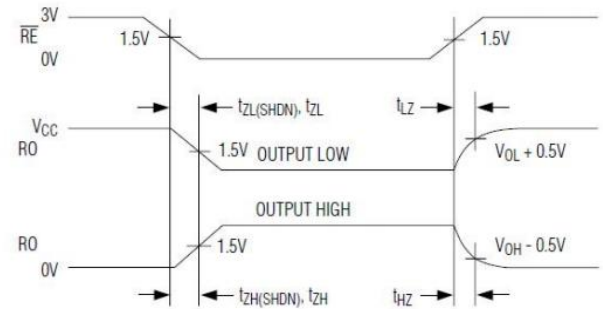 3V
RE
1.5V
1.5V
0V
tZL(SHDN), tZL
tLZ
VCC
RO
1.5V
OUTPUT LOW
VOL + 0.5V
OUTPUT HIGH
RO
1.5V
VOH - 0.5V
0V
tZH(SHDN), tZH
tHZ